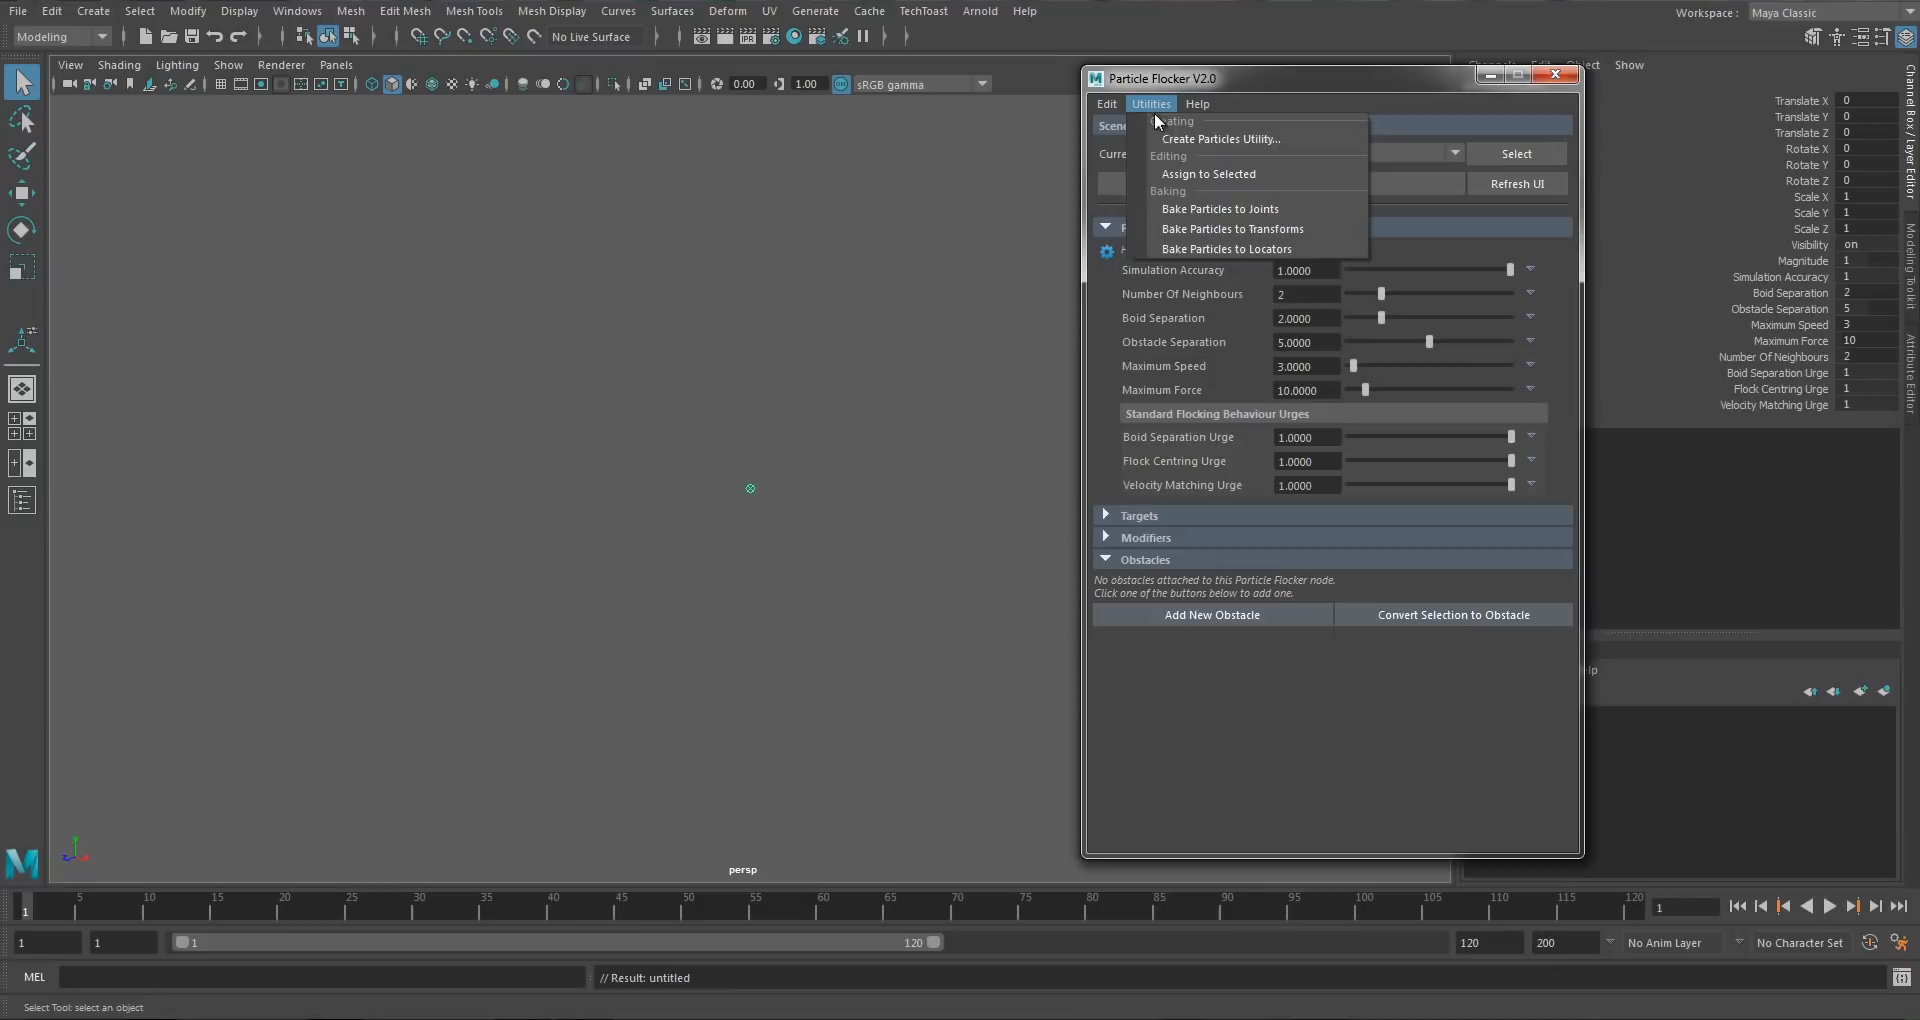 File Edit Create Select Modify Display Windows Mesh Edit Mesh Mesh Tools Mesh Display Curves Surfaces Deform UV Generate Cache TechToast Arnold Help
Workspace : Maya Classic
Modeling
No Live Surface
IPR
View Shading Lighting Show Renderer Panels
0.00 1.00 sRGB gamma
Show
Particle Flocker V2.0
Edit Utilities Help
Create Particles Utility...
Editing
Assign to Selected
Baking
Bake Particles to Joints
Bake Particles to Transforms
Bake Particles to Locators
Select
Refresh UI
Simulation Accuracy 1.0000
Number Of Neighbours 2
Boid Separation 2.0000
Obstacle Separation 5.0000
Maximum Speed 3.0000
Maximum Force 10.0000
Standard Flocking Behaviour Urges
Boid Separation Urge 1.0000
Flock Centring Urge 1.0000
Velocity Matching Urge 1.0000
Targets
Modifiers
Obstacles
No obstacles attached to this Particle Flocker node.
Click one of the buttons below to add one.
Add New Obstacle Convert Selection to Obstacle
Translate X 0
Translate Y 0
Translate Z 0
Rotate X 0
Rotate Y 0
Rotate Z 0
Scale X 1
Scale Y 1
Scale Z 1
Visibility on
Magnitude 1
Simulation Accuracy 1
Boid Separation 2
Obstacle Separation 5
Maximum Speed 3
Maximum Force 10
Number Of Neighbours 2
Boid Separation Urge 1
Flock Centring Urge 1
Velocity Matching Urge 1
Channel Box / Layer Editor
Modeling Toolkit
Attribute Editor
persp
5 10 15 20 25 30 35 40 45 50 55 60 65 70 75 80 85 90 95 100 105 110 115 120
1
1
1 1 1 120 120 200 No Anim Layer No Character Set
MEL // Result: untitled
Select Tool: select an object